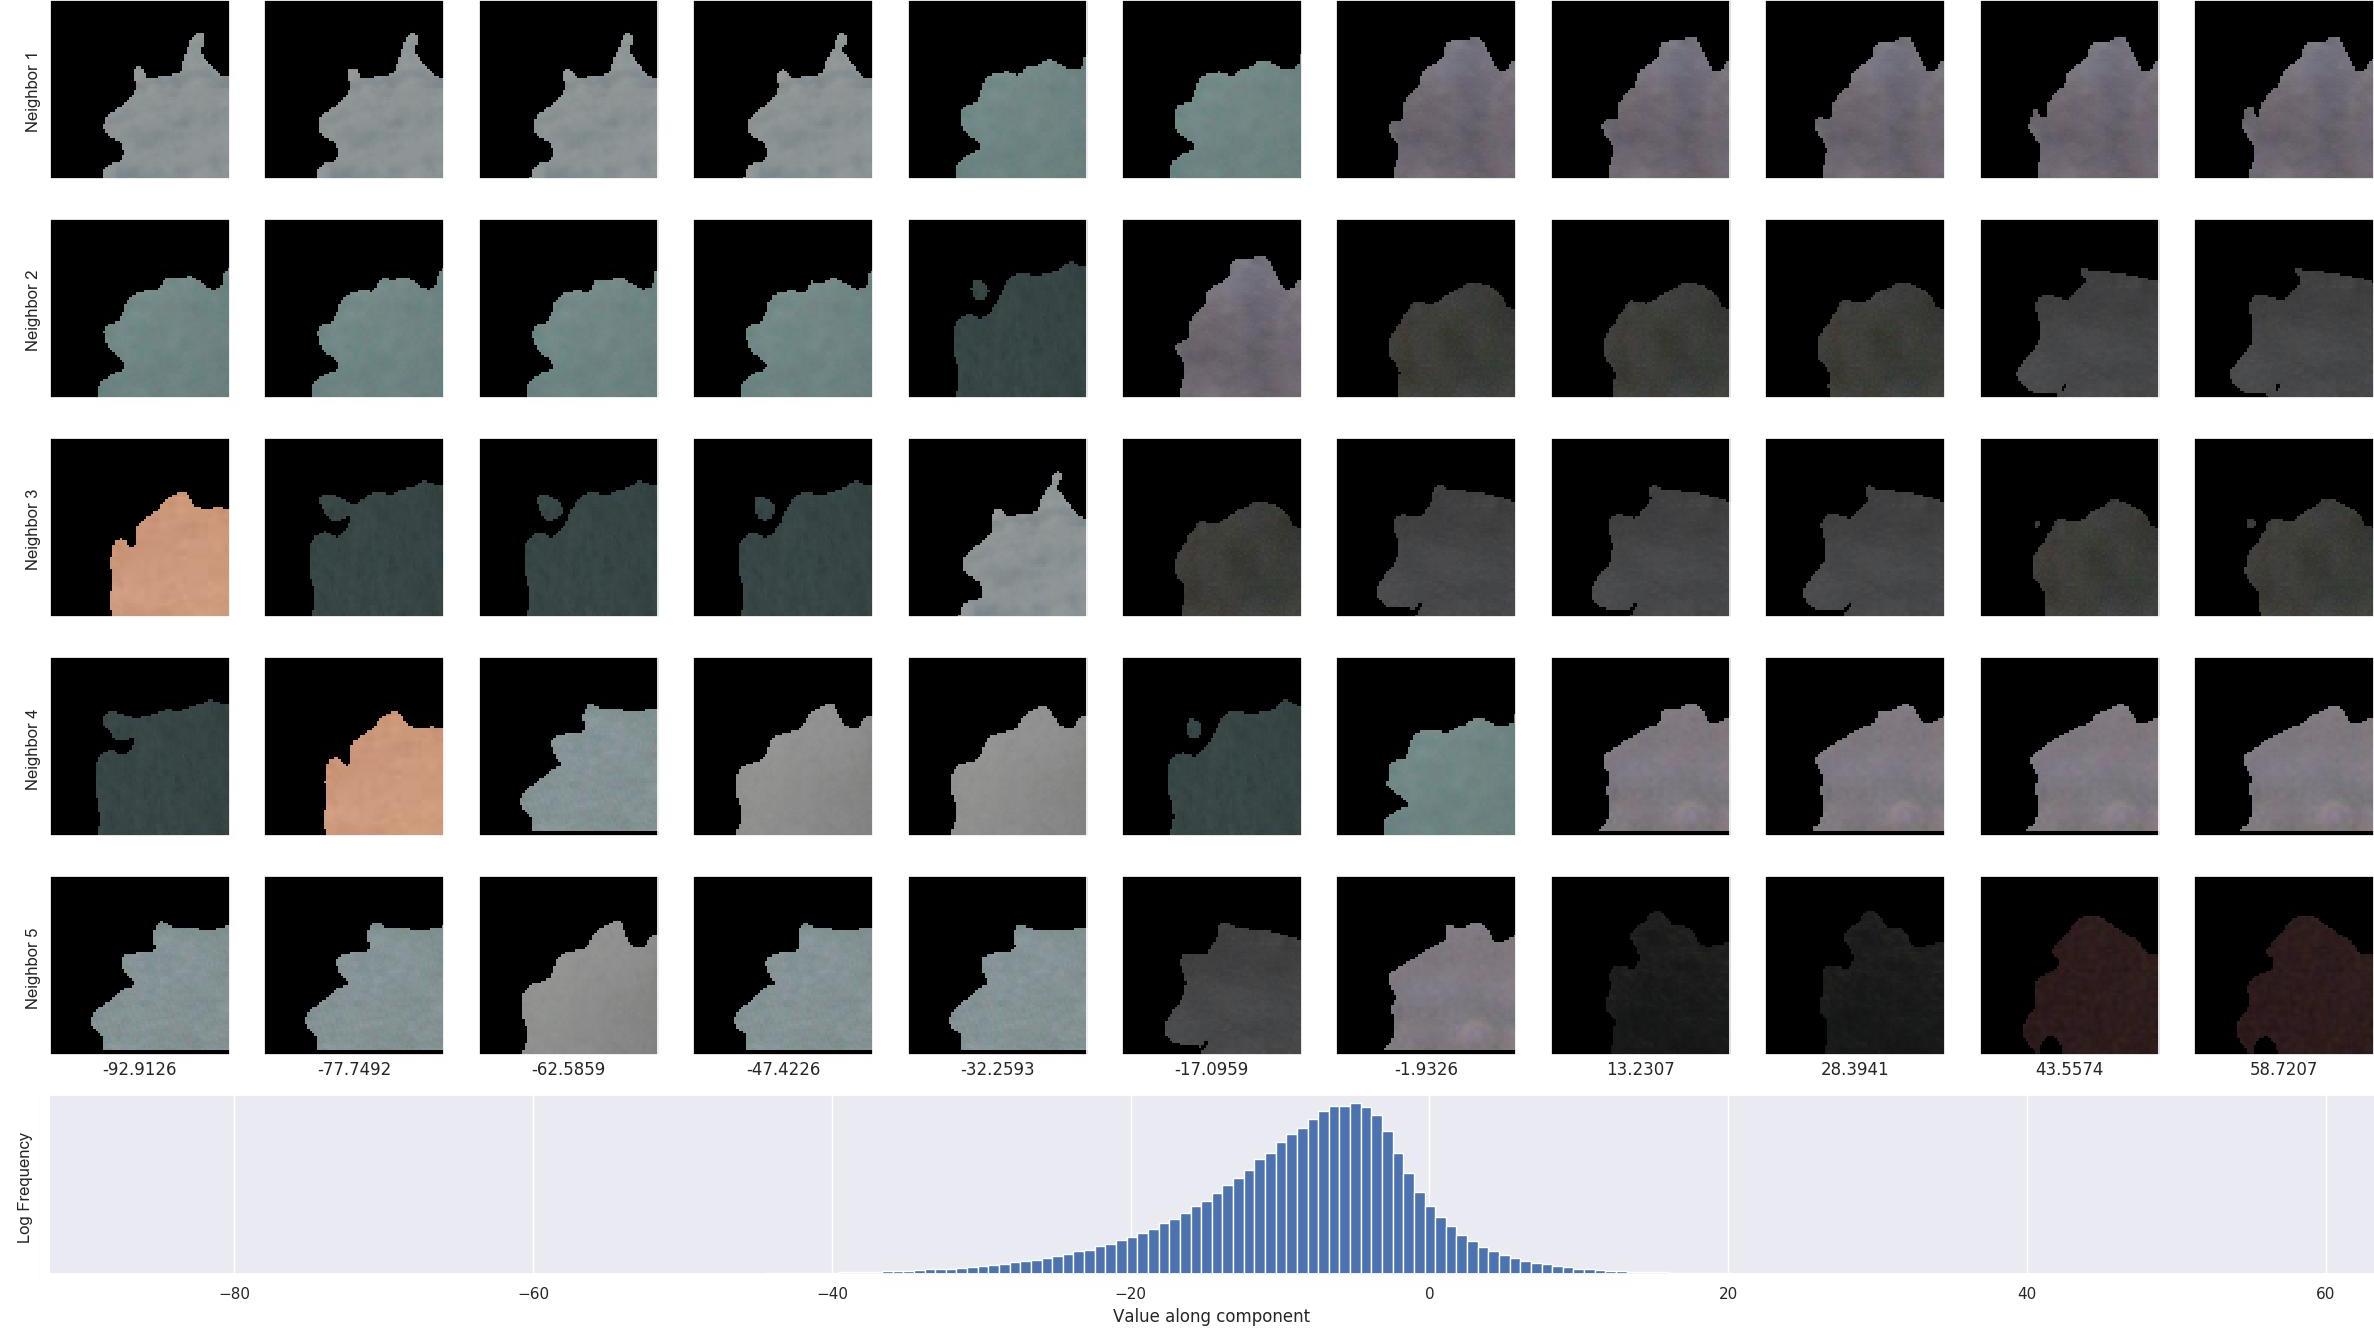 Neighbor 1
Neighbor 2
Neighbor 3
Neighbor 4
Neighbor 5
-92.9126 -77.7492 -62.5859 -47.4226 -32.2593 -17.0959 -1.9326 13.2307 28.3941 43.5574 58.7207
Log Frequency
−80 −60 −40 −20 0 20 40 60
Value along component